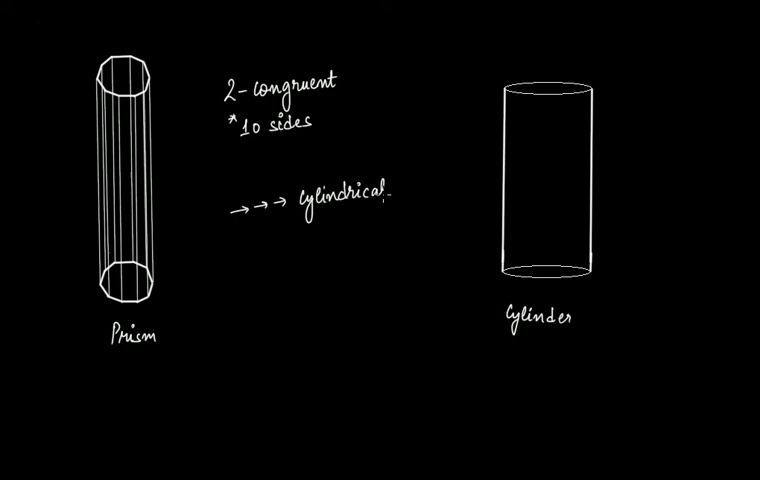 2-congruent
*10 sides
→→→ cylindrical
Prism
Cylinder